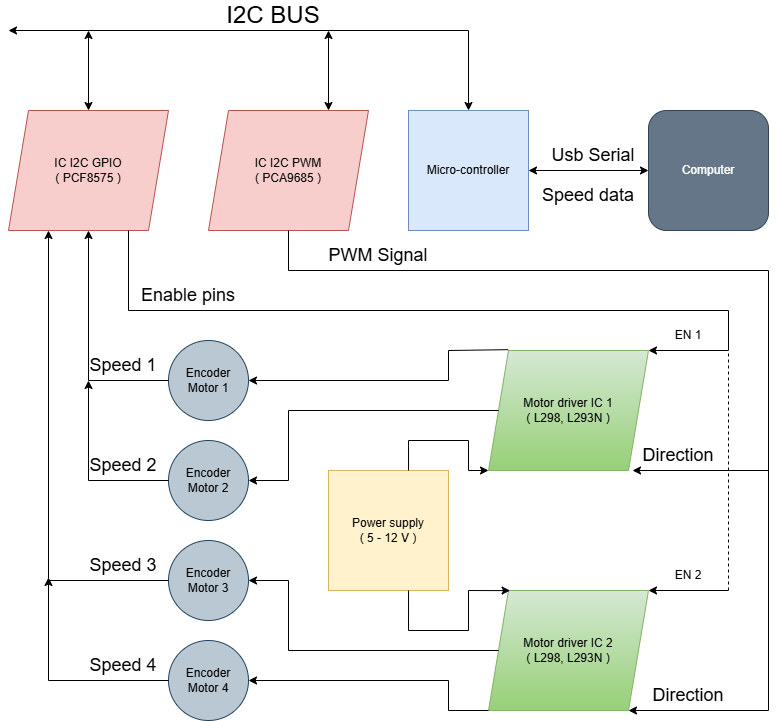 I2C BUS
IC I2C GPIO
( PCF8575 )
IC I2C PWM
( PCA9685 )
Micro-controller
Usb Serial
Speed data
Computer
PWM Signal
Enable pins
EN 1
Speed 1
Encoder
Motor 1
Motor driver IC 1
( L298, L293N )
Direction
Speed 2
Encoder
Motor 2
Power supply
( 5 - 12 V )
Speed 3
Encoder
Motor 3
EN 2
Motor driver IC 2
( L298, L293N )
Speed 4
Encoder
Motor 4
Direction